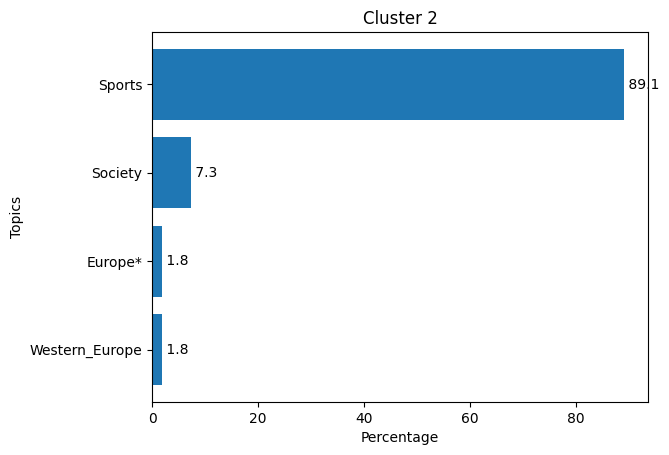 Cluster 2
Topics
Sports
89.1
Society
7.3
Europe*
1.8
Western_Europe
1.8
0 20 40 60 80
Percentage